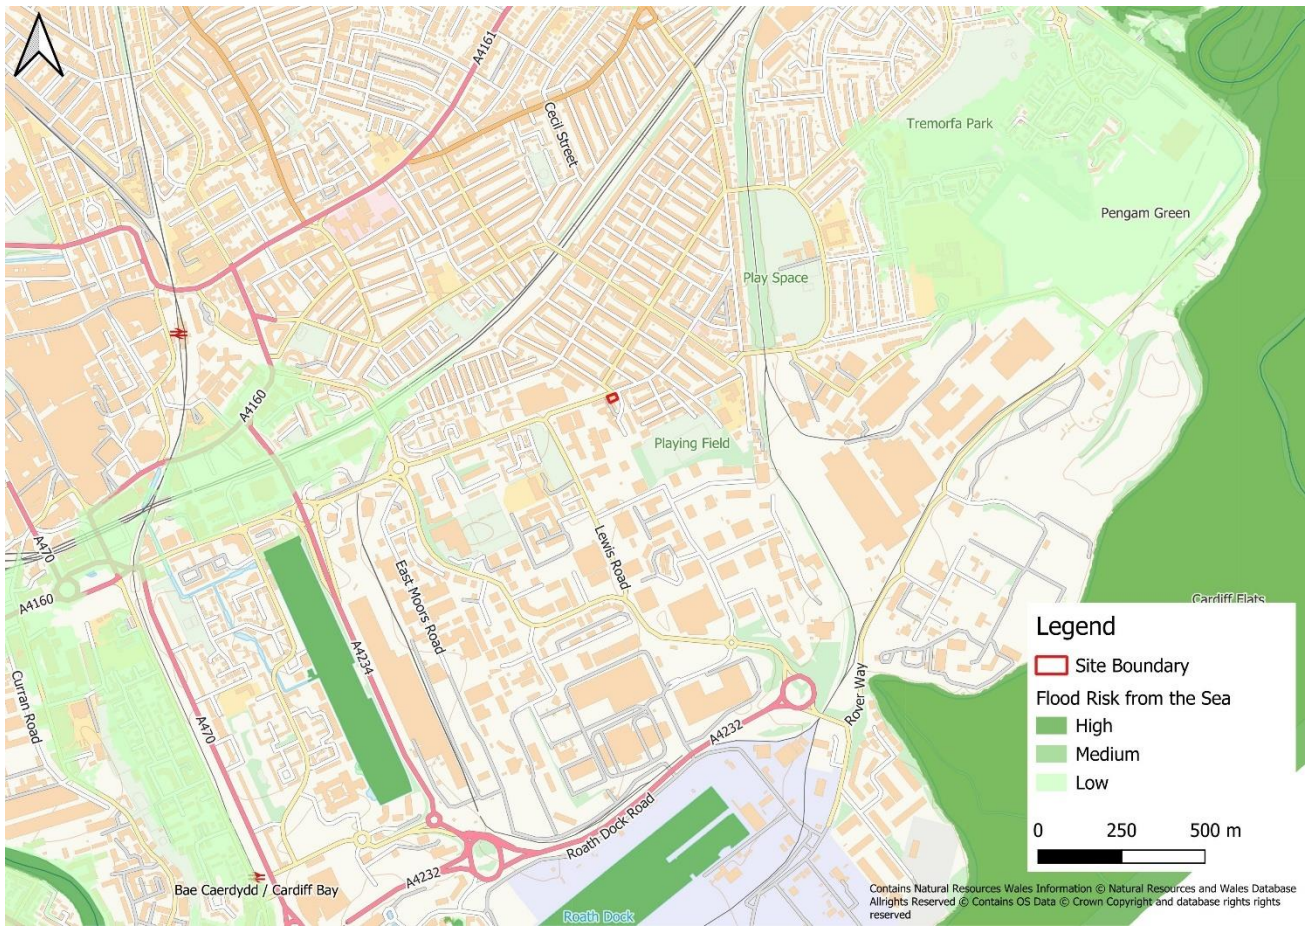 A4161
Cecil Street
Tremorfa Park
Pengam Green
Play Space
A4160
Playing Field
A470
Lewis Road
East Moors Road
A4160
Cardiff Flats
A4234
Curran Road
Rover Way
A470
A4232
Roath Dock Road
Bae Caerdydd / Cardiff Bay
A4232
Roath Dock
Legend
Site Boundary
Flood Risk from the Sea
High
Medium
Low
0 250 500 m
Contains Natural Resources Wales Information © Natural Resources and Wales Database
Allrights Reserved © Contains OS Data © Crown Copyright and database rights rights
reserved